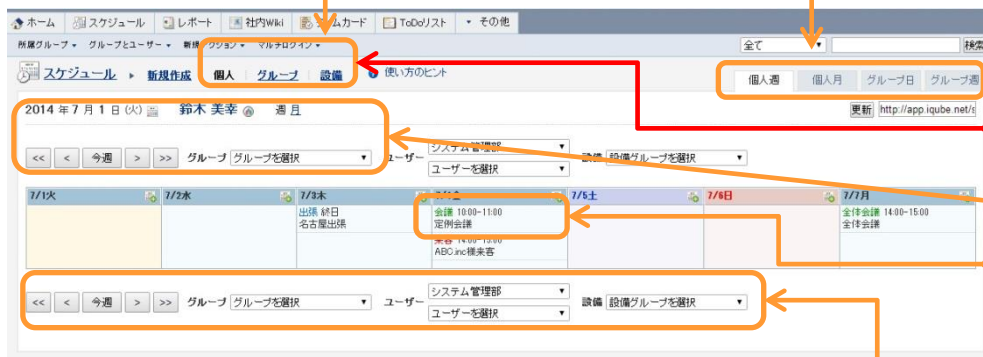 ホーム スケジュール レポート 社内Wiki ムカード ToDoリスト その他
所属グループ グループとユーザー 新規 クション マルチログイン 全て 検索
スケジュール 新規作成 個人 グループ 設備 使い方のヒント 個人週 個人月 グループ日 グループ週
2014 年 7 月 1 日 (火) 鈴木 美幸 週 月 更新 http://app.iqube.net/s
<< < 今週 > >> グループ グループを選択 ユーザー システム管理部 設備 設備グループを選択
ユーザーを選択
7/1火 7/2水 7/3木 7/5土 7/6日 7/7月
出張 終日 会議 10:00-11:00 全体会議 14:00-15:00
名古屋出張 定例会議 全体会議
来客 14:00-15:00
ABC.inc様来客
<< < 今週 > >> グループ グループを選択 ユーザー システム管理部 設備 設備グループを選択
ユーザーを選択